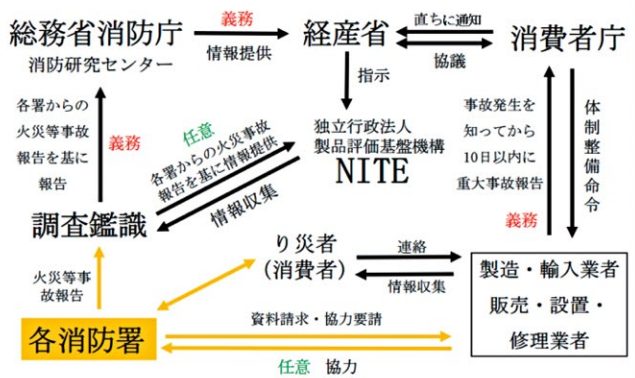 総務省消防庁
消防研究センター
義務
情報提供
経産省
直ちに通知
協議
消費者庁
指示
各署からの
火災等事故
報告を基に
報告
義務
任意
各署からの火災事故
報告を基に情報提供
情報収集
独立行政法人
製品評価基盤機構
NITE
事故発生を
知ってから
10日以内に
重大事故報告
義務
体制整備命令
調査鑑識
火災等事
故報告
各消防署
り災者
(消費者)
連絡
情報収集
製造・輸入業者
販売・設置・
修理業者
資料請求・協力要請
任意 協力